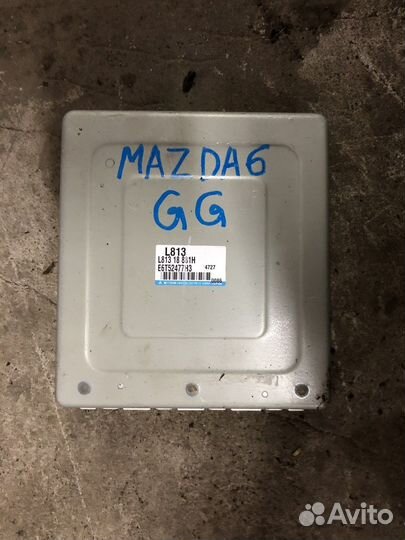 MAZDA6
GG
L813
L813 18 881H
E6T52477H3 4727
Avito